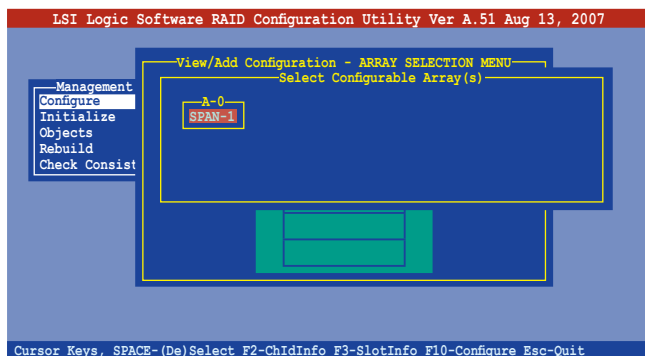 LSI Logic Software RAID Configuration Utility Ver A.51 Aug 13, 2007
View/Add Configuration - ARRAY SELECTION MENU
Select Configurable Array(s)
Management
A-0
Configure
SPAN-1
Initialize
Objects
Rebuild
Check Consist
Cursor Keys, SPACE-(De)Select F2-ChIdInfo F3-SlotInfo F10-Configure Esc-Quit